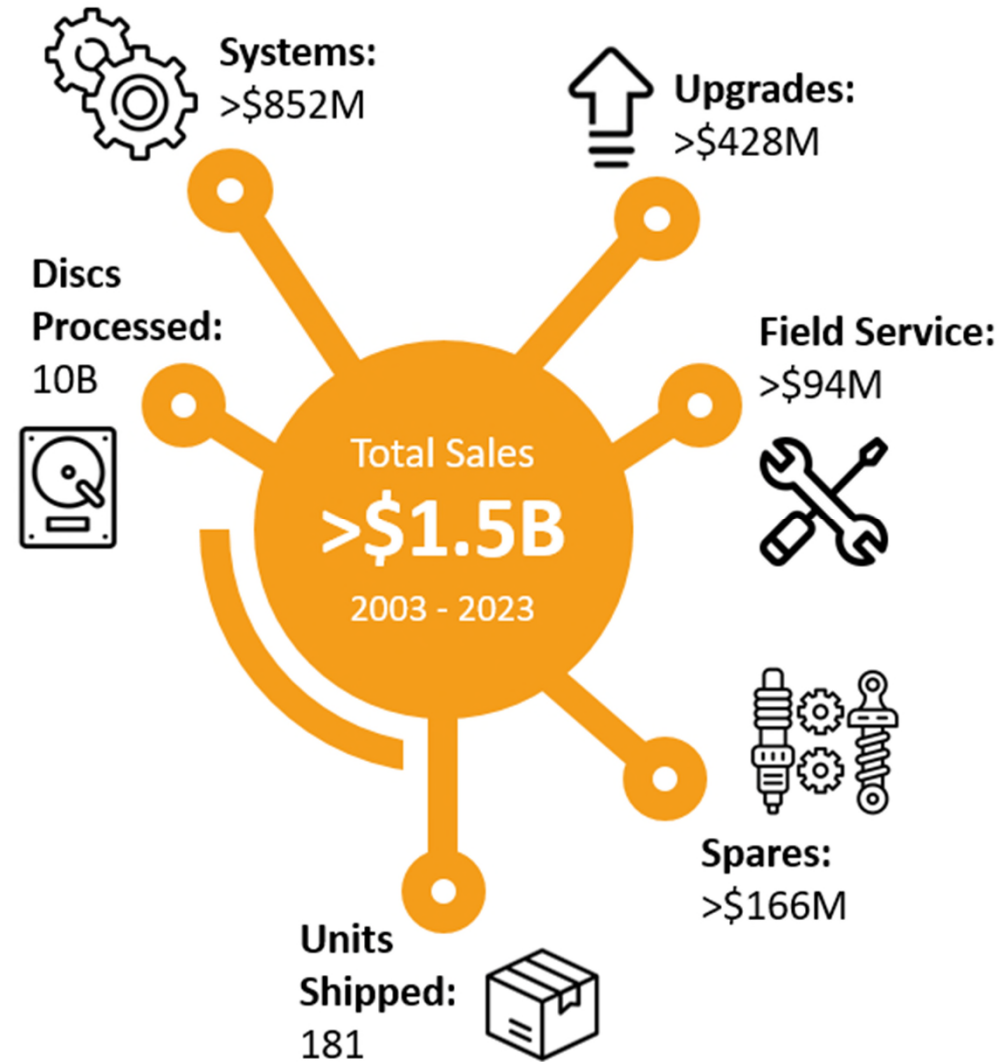 Systems:
>$852M
Upgrades:
>$428M
Discs
Processed:
10B
Field Service:
>$94M
Total Sales
>$1.5B
2003 - 2023
Spares:
>$166M
Units
Shipped:
181